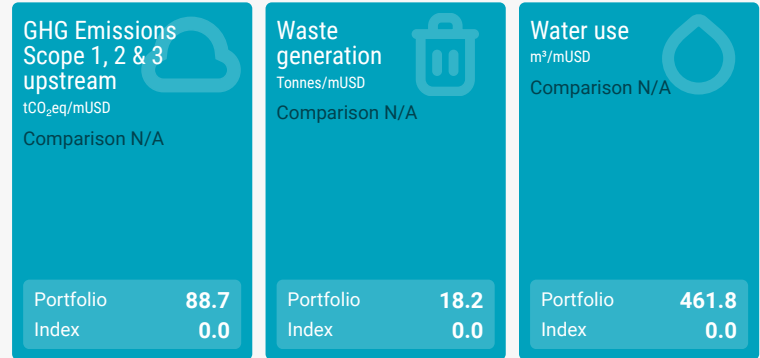 GHG Emissions
Scope 1, 2 & 3
upstream
tCO₂eq/mUSD
Comparison N/A
Portfolio 88.7
Index 0.0
Waste
generation
Tonnes/mUSD
Comparison N/A
Portfolio 18.2
Index 0.0
Water use
m³/mUSD
Comparison N/A
Portfolio 461.8
Index 0.0